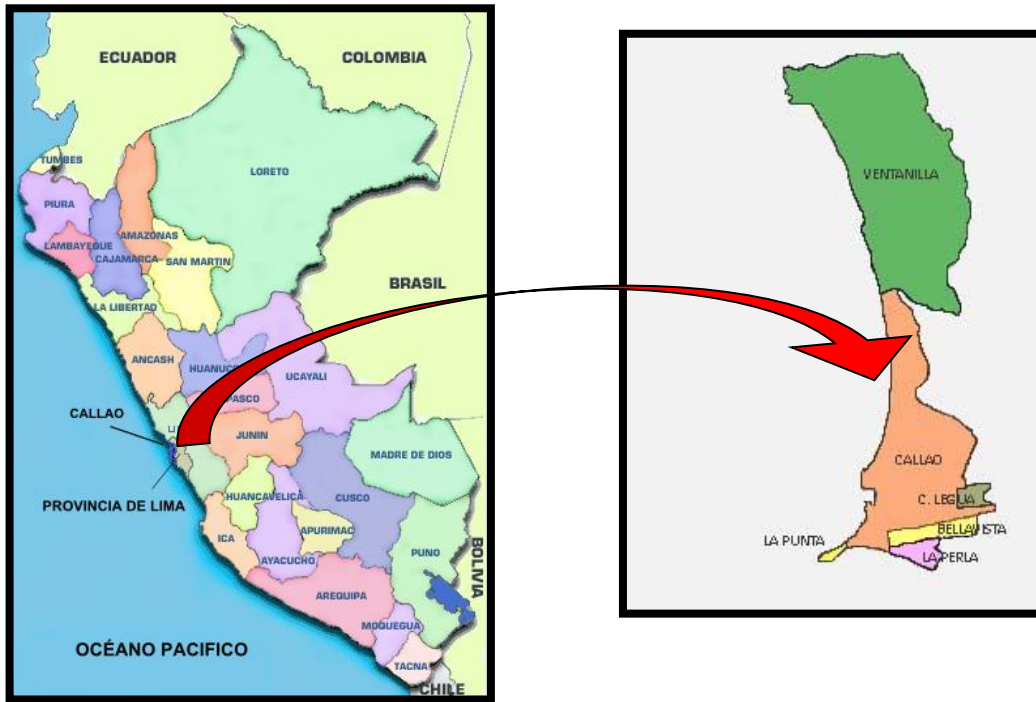 ECUADOR
COLOMBIA
TUMBES
LORETO
PIURA
AMAZONAS
LAMBAYEQUE
CAJAMARCA
SAN MARTIN
BRASIL
LA LIBERTAD
ANCASH
UCAYALI
PASCO
CALLAO
JUNIN
MADRE DE DIOS
PROVINCIA DE LIMA
HUANCAVELICA
CUSCO
ICA
APURIMAC
AYACUCHO
PUNO
BOLIVIA
AREQUIPA
MOQUEGUA
OCÉANO PACIFICO
TACNA
CHILE
VENTANILLA
CALLAO
BELLAVISTA
LA PUNTA
LA PERLA